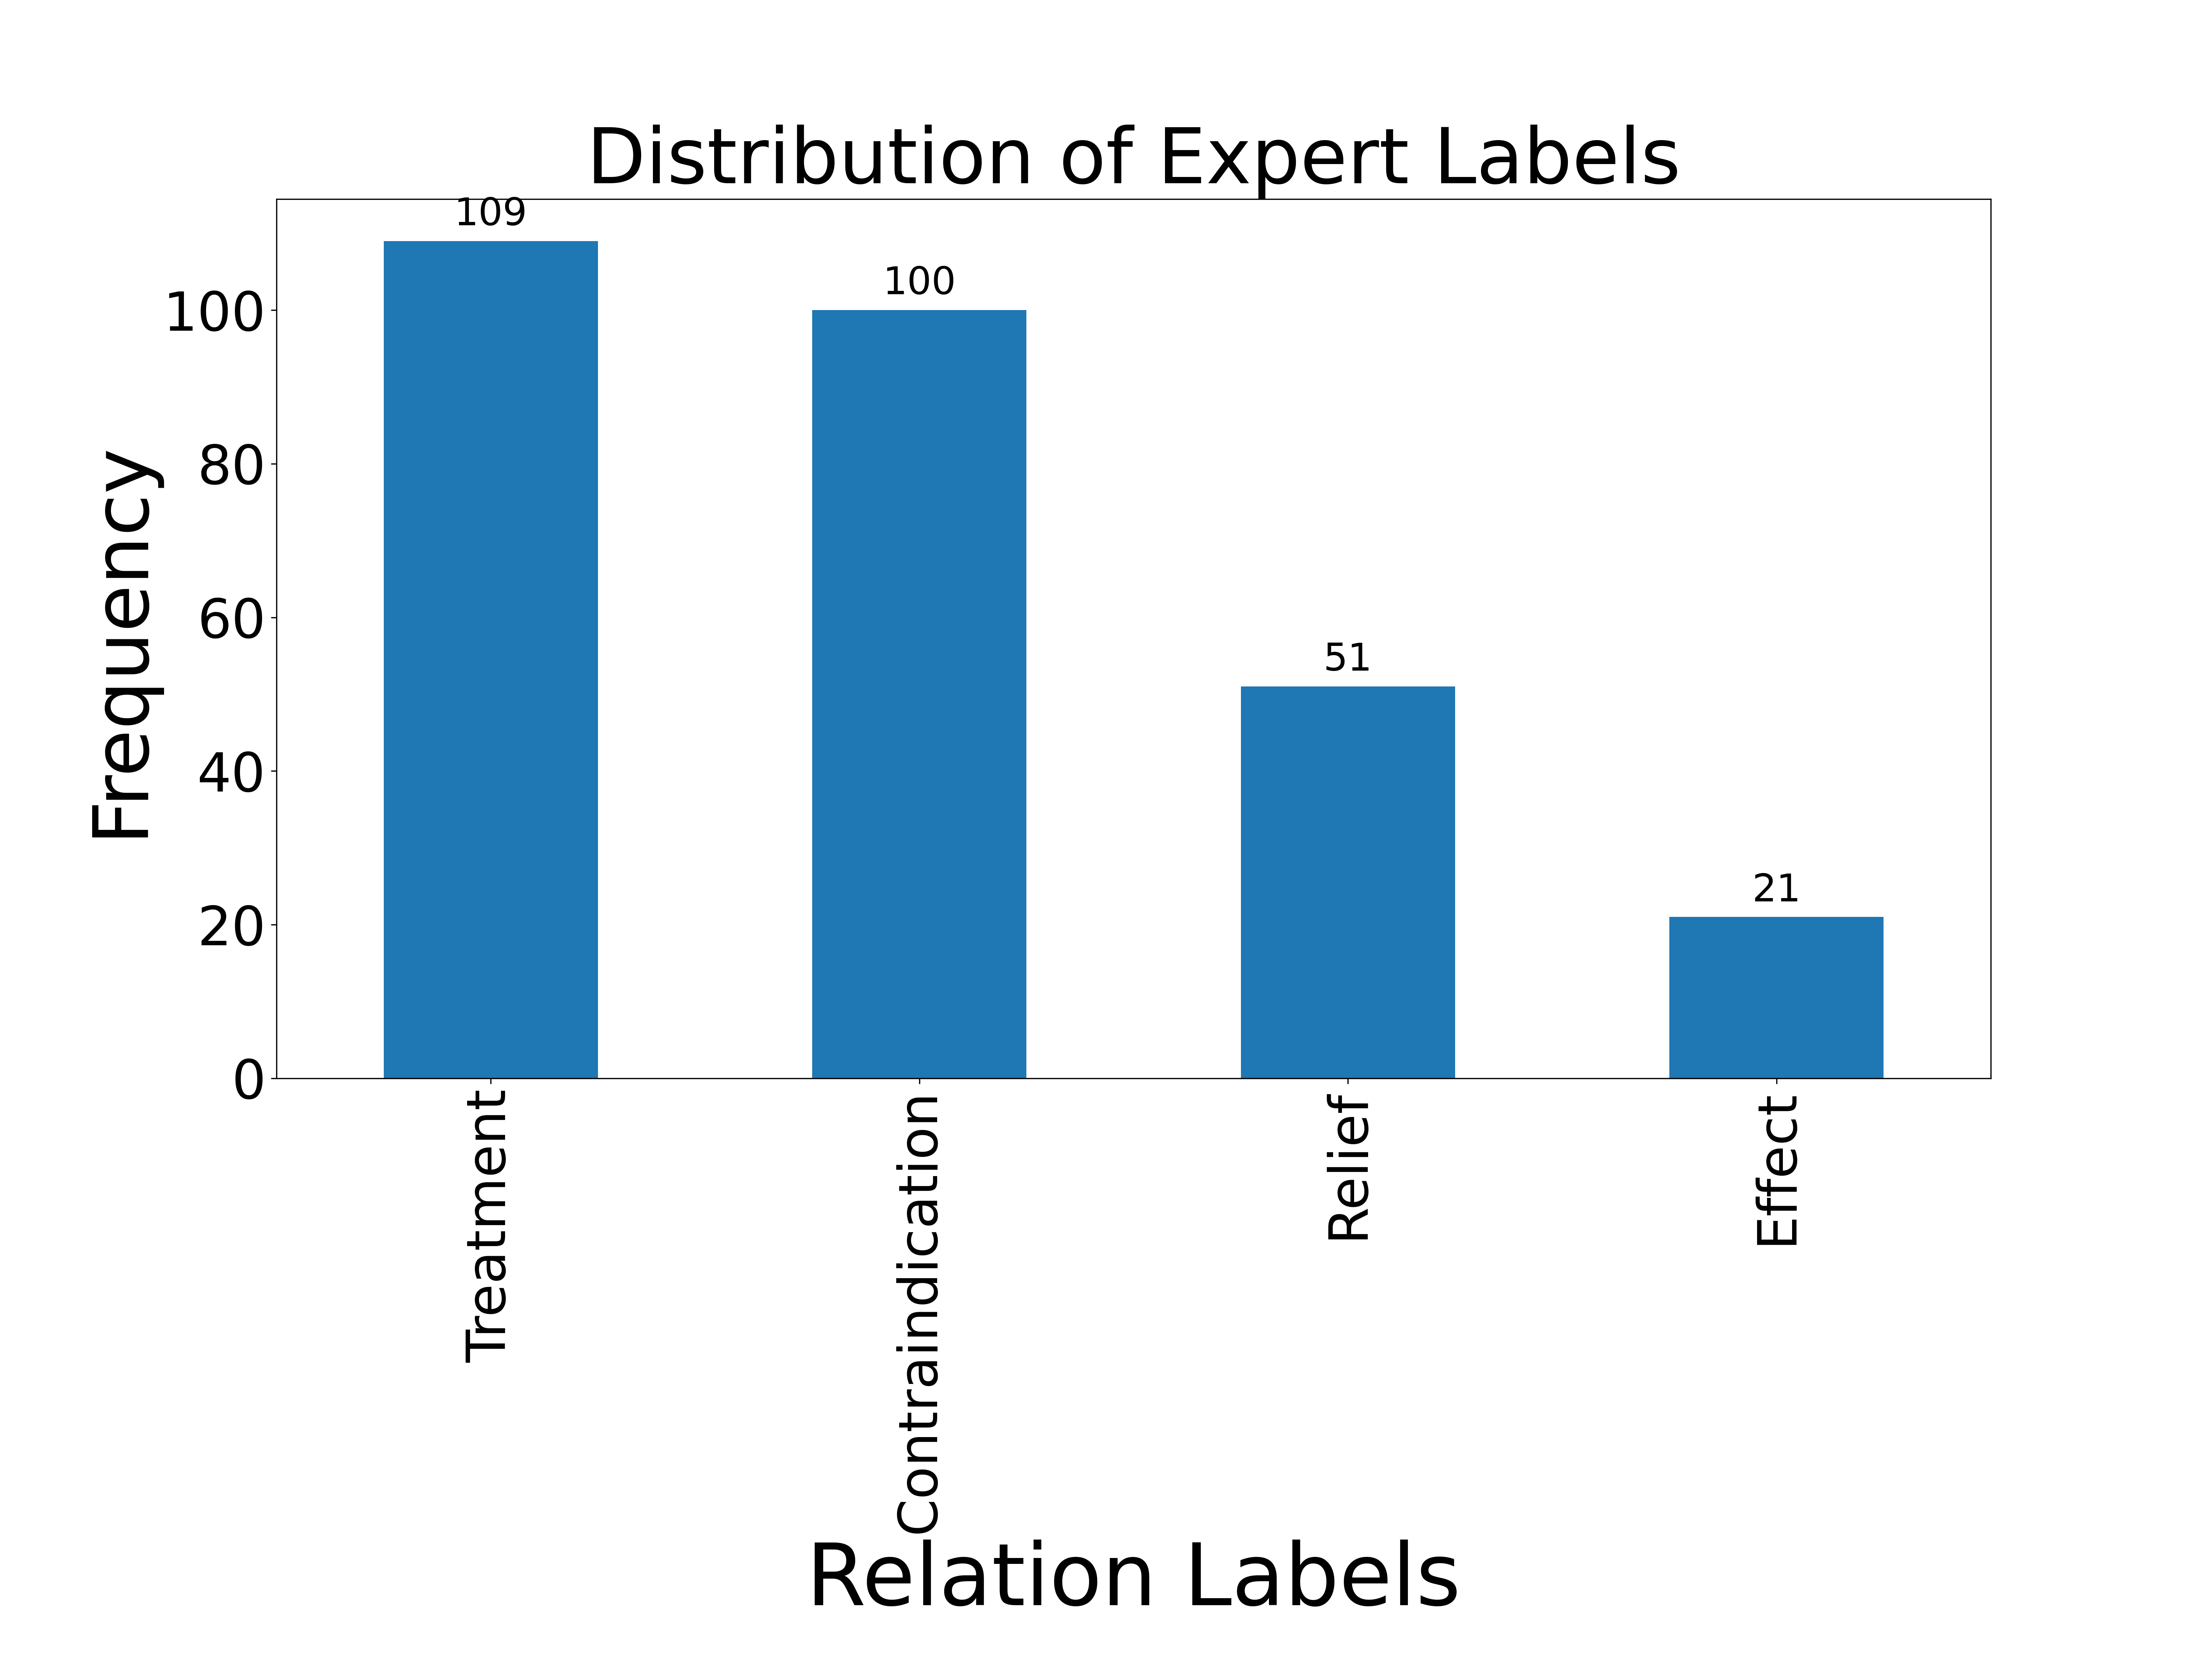 Distribution of Expert Labels
109
100
51
21
100
80
60
40
20
0
Frequency
Treatment
Contraindication
Relief
Effect
Relation Labels